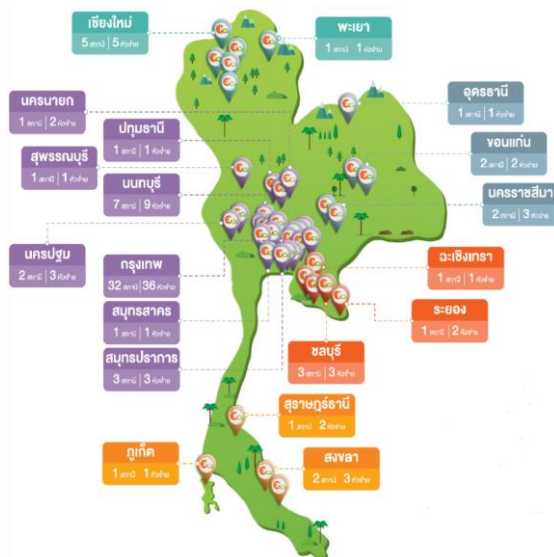 เชียงใหม่
5 สถานี 5 หัวจ่าย
พะเยา
1 สถานี 1 หัวจ่าย
นครนายก
1 สถานี 2 หัวจ่าย
อุดรธานี
1 สถานี 1 หัวจ่าย
ปทุมธานี
1 สถานี 1 หัวจ่าย
ขอนแก่น
2 สถานี 2 หัวจ่าย
สุพรรณบุรี
1 สถานี 1 หัวจ่าย
นนทบุรี
7 สถานี 9 หัวจ่าย
นครราชสีมา
2 สถานี 3 หัวจ่าย
นครปฐม
2 สถานี 3 หัวจ่าย
กรุงเทพ
32 สถานี 36 หัวจ่าย
ฉะเชิงเทรา
1 สถานี 1 หัวจ่าย
สมุทรสาคร
1 สถานี 1 หัวจ่าย
ระยอง
1 สถานี 2 หัวจ่าย
สมุทรปราการ
3 สถานี 3 หัวจ่าย
ชลบุรี
3 สถานี 3 หัวจ่าย
สุราษฎร์ธานี
1 สถานี 2 หัวจ่าย
ภูเก็ต
1 สถานี 1 หัวจ่าย
สงขลา
2 สถานี 3 หัวจ่าย